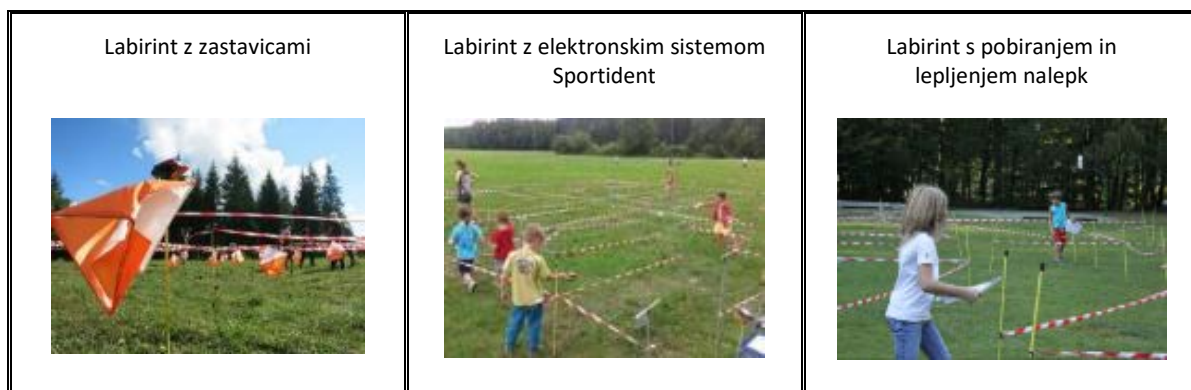 Labirint z zastavicami
Labirint z elektronskim sistemom
Sportident
Labirint s pobiranjem in
lepljenjem nalepk